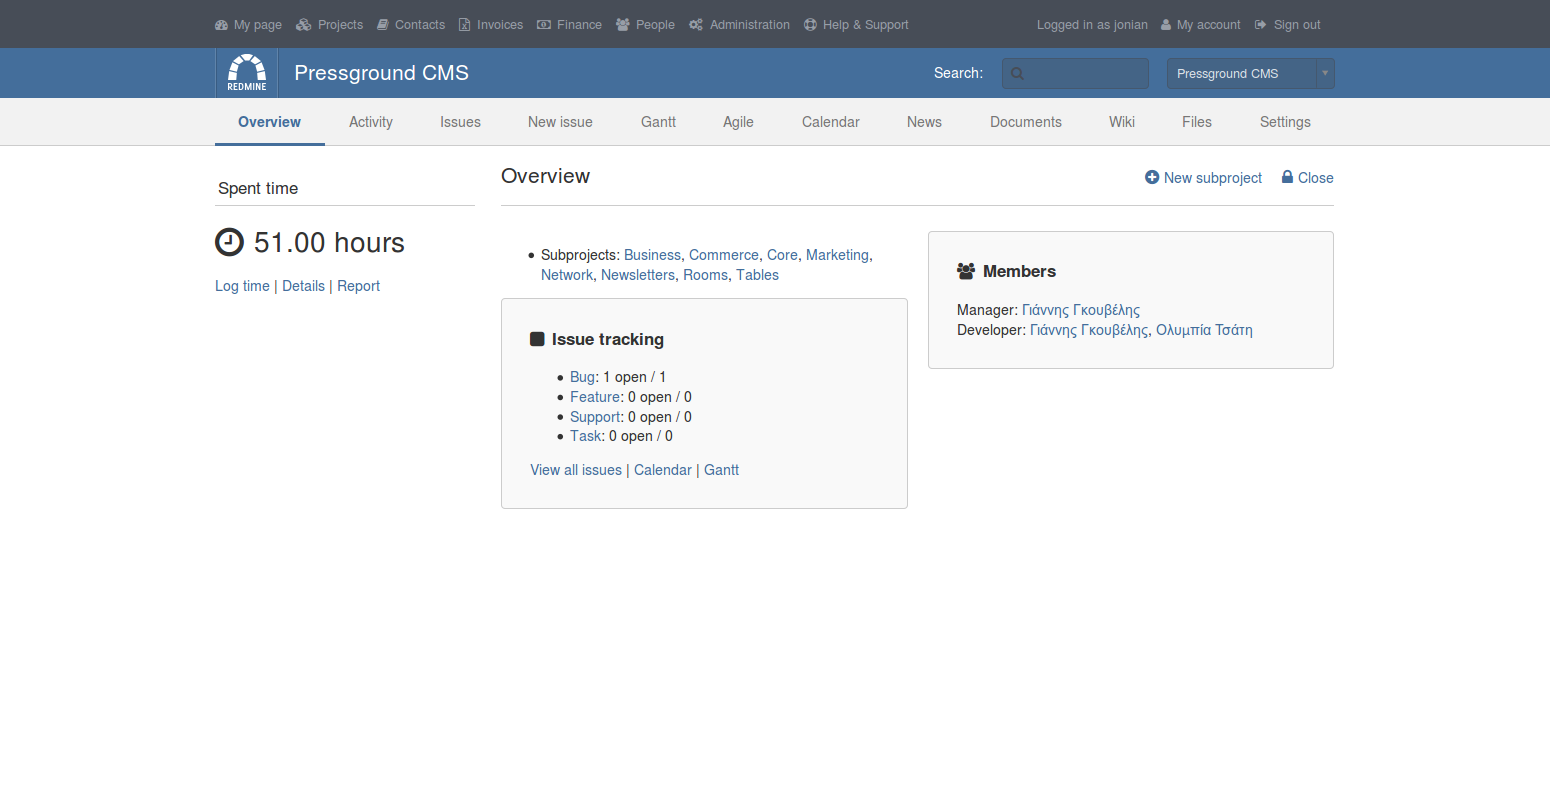 My page Projects Contacts Invoices Finance People Administration Help & Support Logged in as jonian My account Sign out
REDMINE
Pressground CMS
Search:
Pressground CMS
Overview Activity Issues New issue Gantt Agile Calendar News Documents Wiki Files Settings
Spent time
51.00 hours
Log time | Details | Report
Overview
New subproject Close
• Subprojects: Business, Commerce, Core, Marketing,
Network, Newsletters, Rooms, Tables
Issue tracking
• Bug: 1 open / 1
• Feature: 0 open / 0
• Support: 0 open / 0
• Task: 0 open / 0
View all issues | Calendar | Gantt
Members
Manager: Γιάννης Γκουβέλης
Developer: Γιάννης Γκουβέλης, Ολυμπία Τσάτη